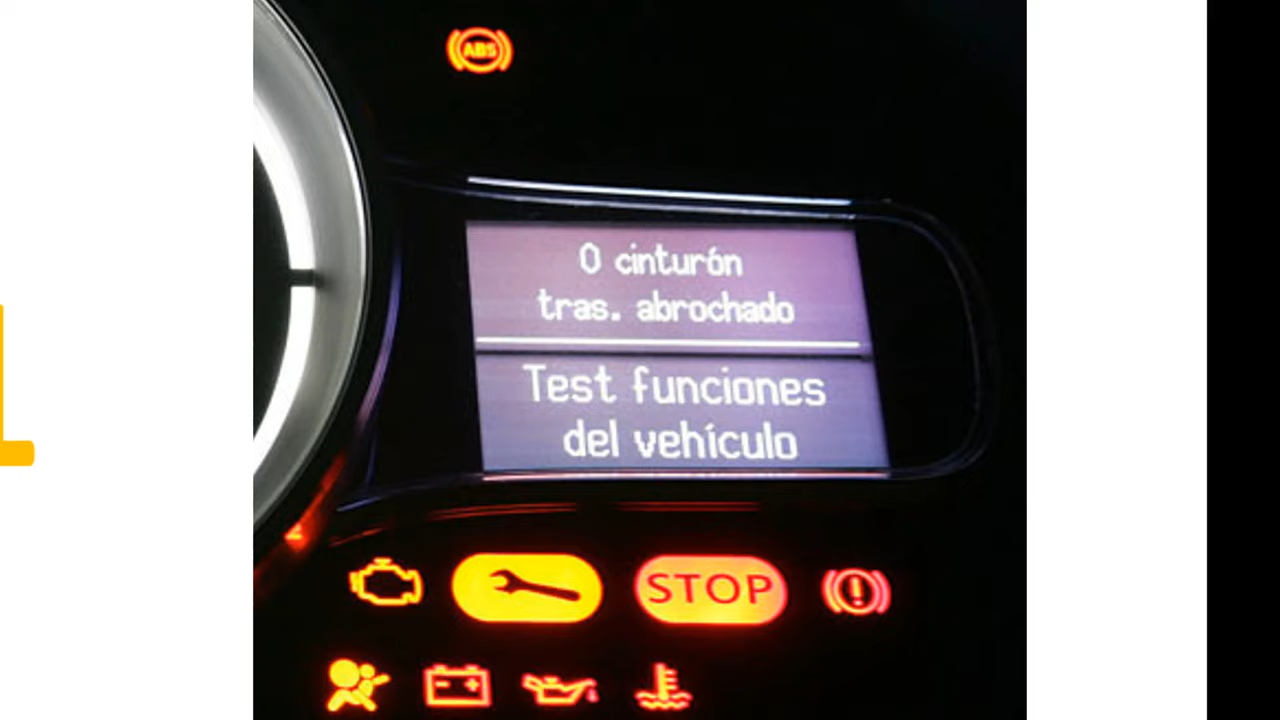 ABS
0 cinturón
tras. abrochado
Test funciones
del vehículo
STOP